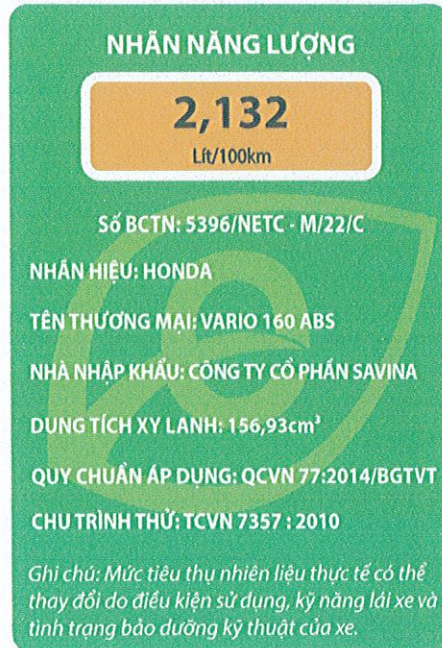 NHÃN NĂNG LƯỢNG
2,132
Lít/100km
Số BCTN: 5396/NETC - M/22/C
NHÃN HIỆU: HONDA
TÊN THƯƠNG MẠI: VARIO 160 ABS
NHÀ NHẬP KHẨU: CÔNG TY CỔ PHẦN SAVINA
DUNG TÍCH XY LANH: 156,93cm³
QUY CHUẨN ÁP DỤNG: QCVN 77:2014/BGTVT
CHU TRÌNH THỬ: TCVN 7357 : 2010
Ghi chú: Mức tiêu thụ nhiên liệu thực tế có thể
thay đổi do điều kiện sử dụng, kỹ năng lái xe và
tình trạng bảo dưỡng kỹ thuật của xe.